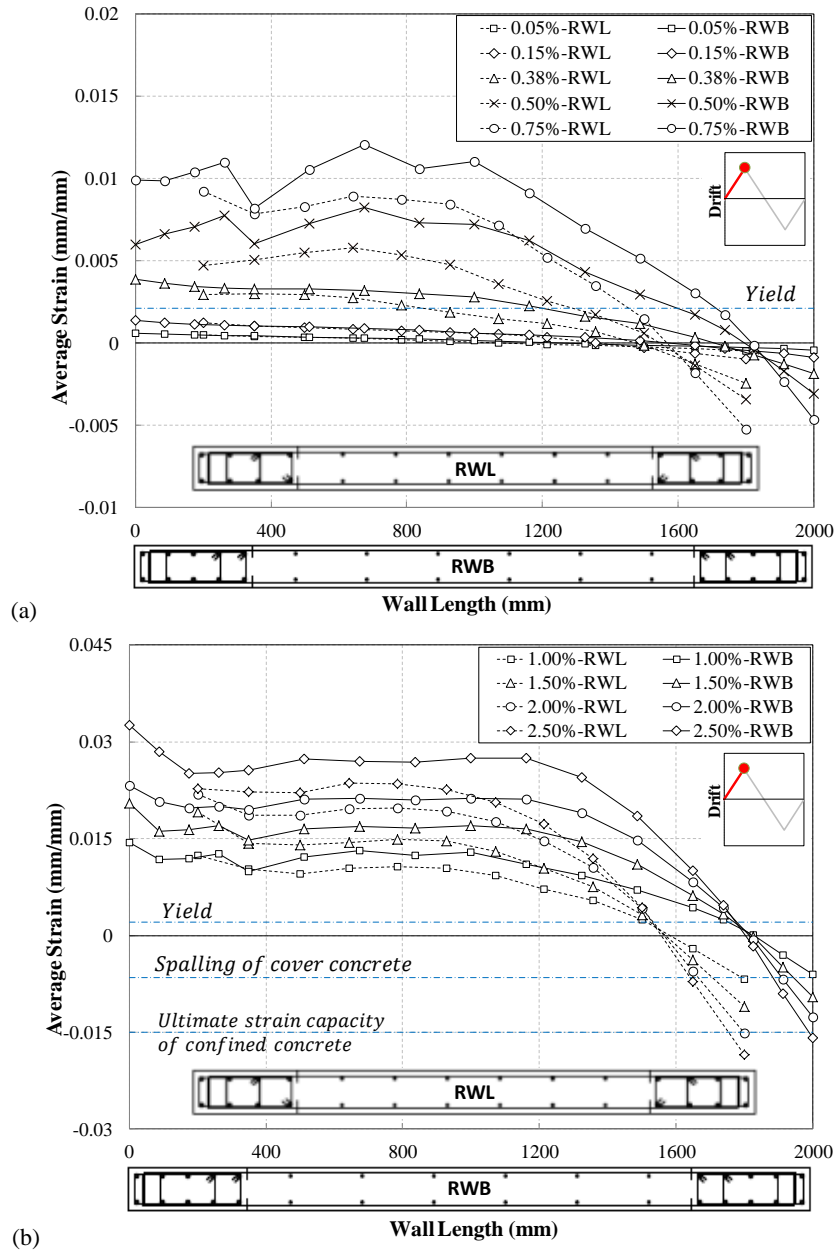 0.02
0.015
0.01
0.005
0
-0.005
-0.01
Average Strain (mm/mm)
0.05%-RWL
0.05%-RWB
0.15%-RWL
0.15%-RWB
0.38%-RWL
0.38%-RWB
0.50%-RWL
0.50%-RWB
0.75%-RWL
0.75%-RWB
Drift
Yield
RWL
0 400 800 1200 1600 2000
RWB
Wall Length (mm)
(a)
0.045
0.03
0.015
0
-0.015
-0.03
Average Strain (mm/mm)
1.00%-RWL
1.00%-RWB
1.50%-RWL
1.50%-RWB
2.00%-RWL
2.00%-RWB
2.50%-RWL
2.50%-RWB
Drift
Yield
Spalling of cover concrete
Ultimate strain capacity
of confined concrete
RWL
0 400 800 1200 1600 2000
RWB
Wall Length (mm)
(b)